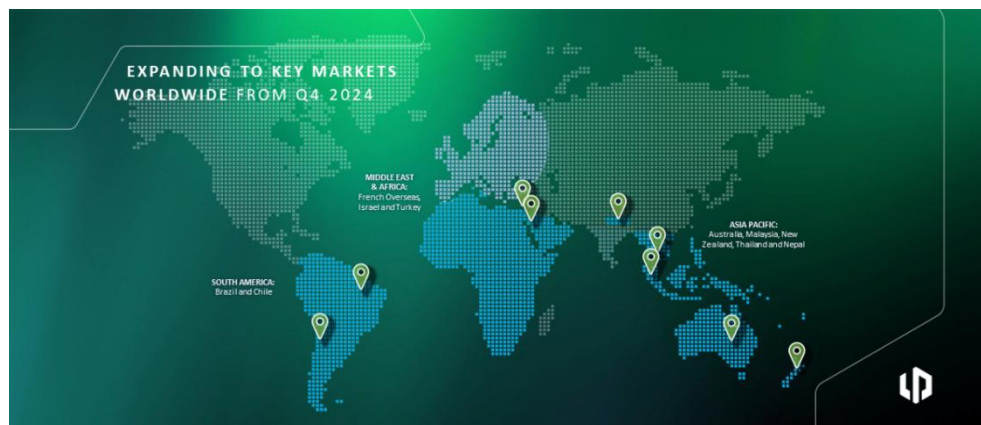 EXPANDING TO KEY MARKETS
WORLDWIDE FROM Q4 2024
MIDDLE EAST
& AFRICA:
French Overseas,
Israel and Turkey
ASIA PACIFIC:
Australia, Malaysia, New
Zealand, Thailand and Nepal
SOUTH AMERICA:
Brazil and Chile